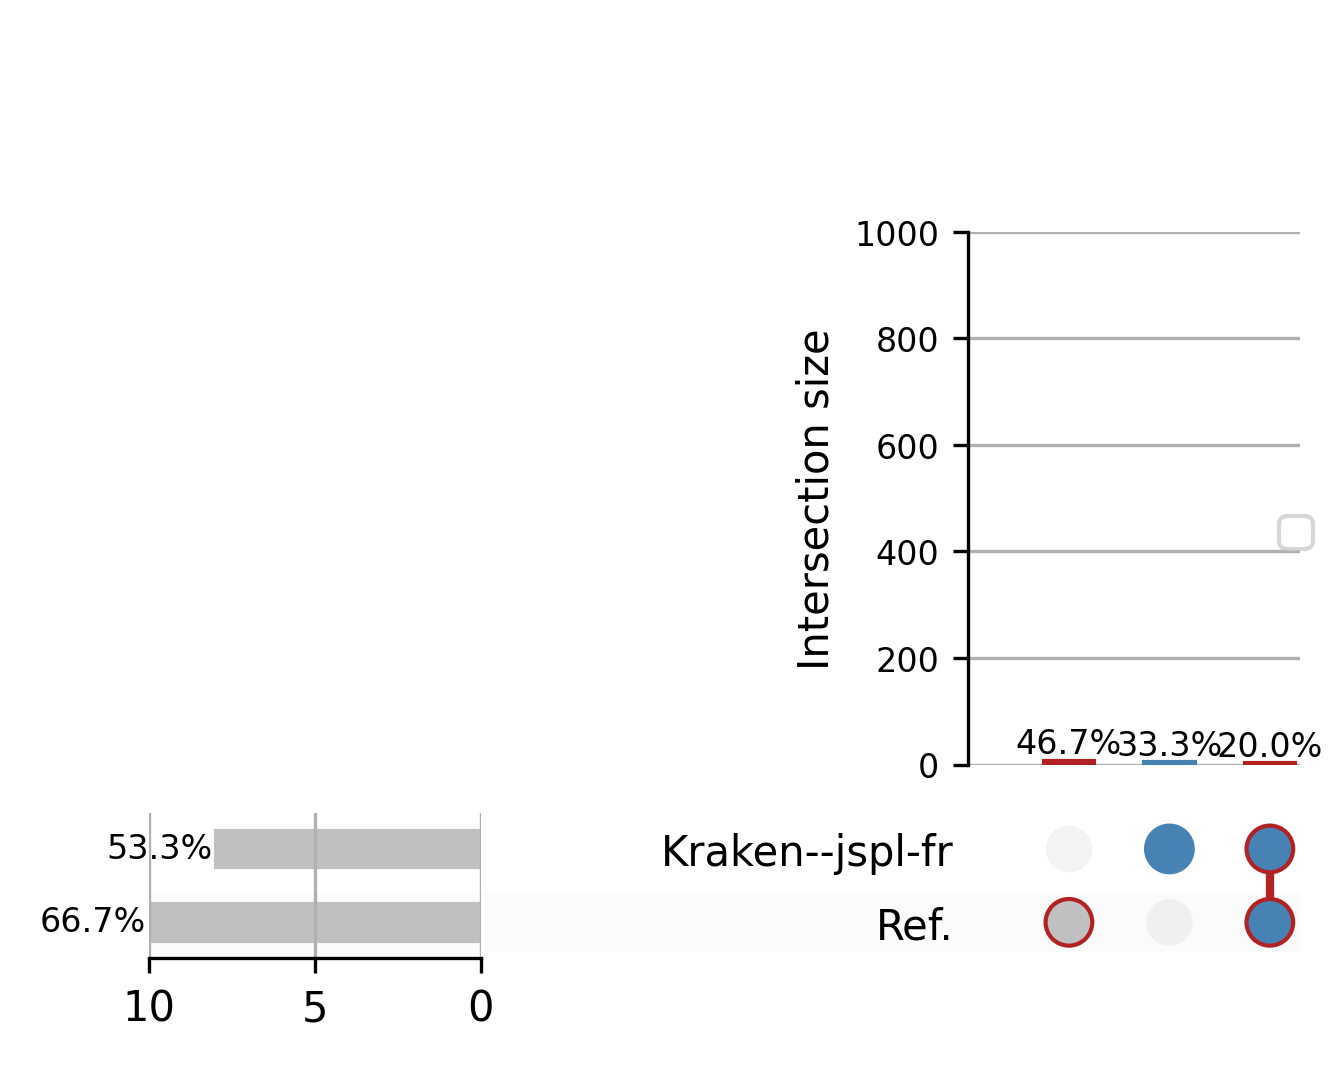 1000
800
600
400
200
0
Intersection size
46.7% 33.3% 20.0%
53.3%
66.7%
Kraken--jspl-fr
Ref.
10 5 0